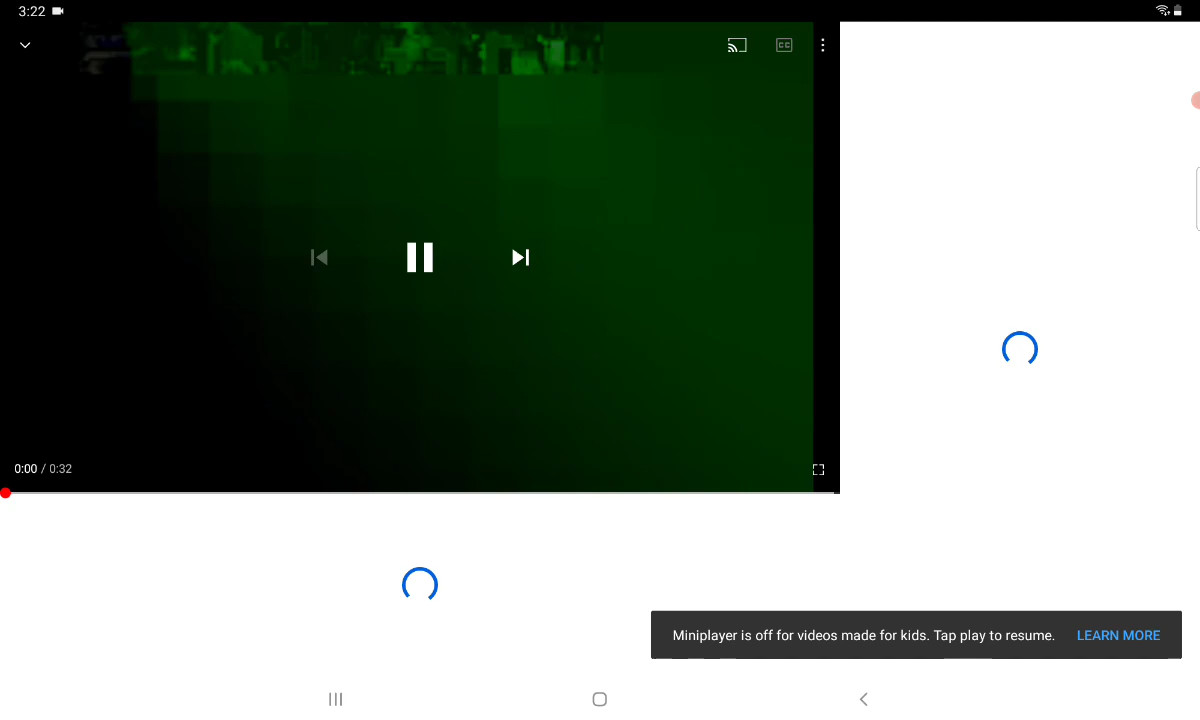 3:22
CC
0:00 / 0:32
Miniplayer is off for videos made for kids. Tap play to resume. LEARN MORE